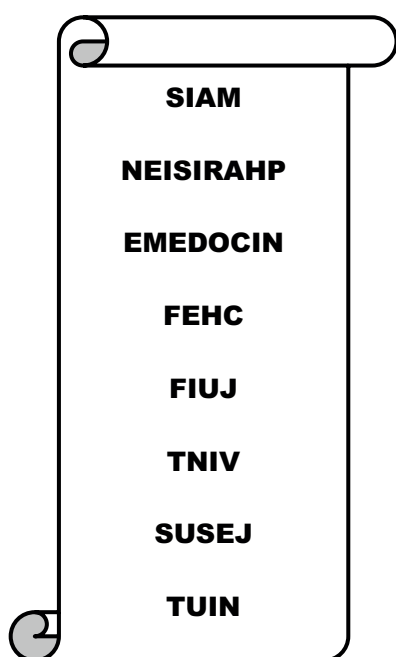 SIAM
NEISIRAHP
EMEDOCIN
FEHC
FIUJ
TNIV
SUSEJ
TUIN